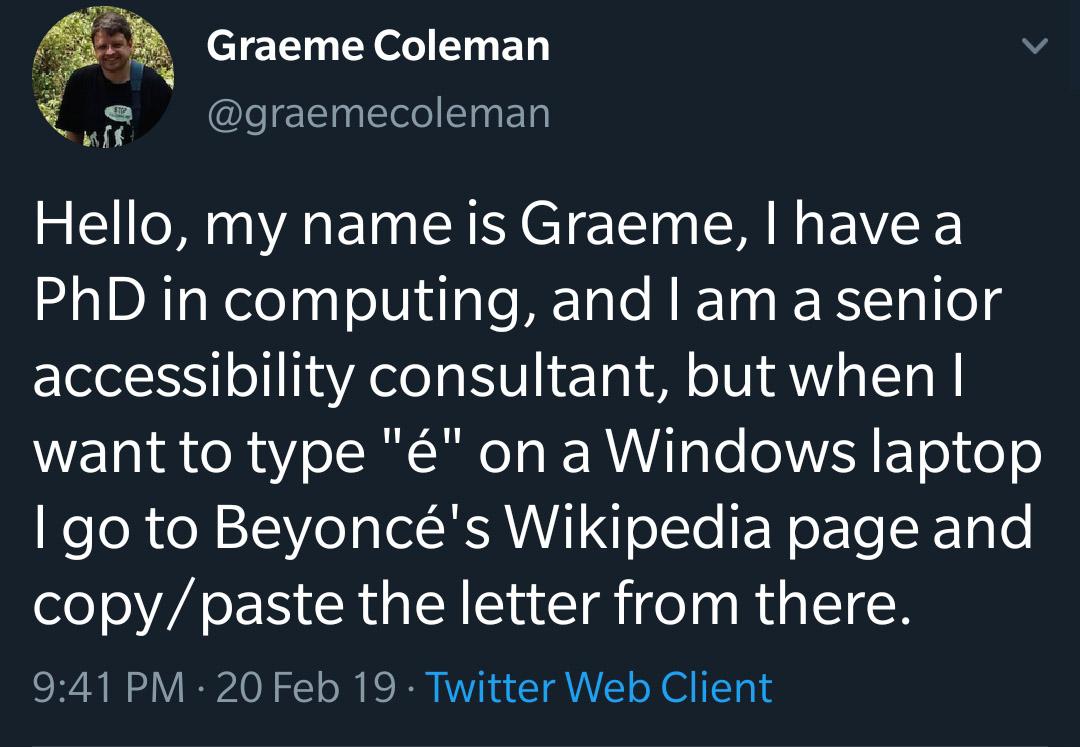 Graeme Coleman
@graemecoleman
Hello, my name is Graeme, I have a
PhD in computing, and I am a senior
accessibility consultant, but when I
want to type "é" on a Windows laptop
I go to Beyoncé's Wikipedia page and
copy/paste the letter from there.
9:41 PM · 20 Feb 19 · Twitter Web Client